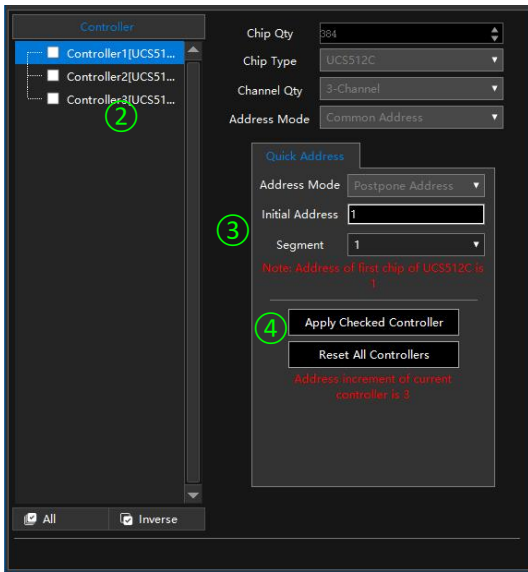 Controller
Controller1[UCS51...
Controller2[UCS51...
Controller3[UCS51...
②
All
Inverse
Chip Qty 384
Chip Type UCS512C
Channel Qty 3-Channel
Address Mode Common Address
Quick Address
Address Mode Postpone Address
Initial Address 1
③
Segment 1
Note: Address of first chip of UCS512C is
1
④
Apply Checked Controller
Reset All Controllers
Address increment of current
controller is 3